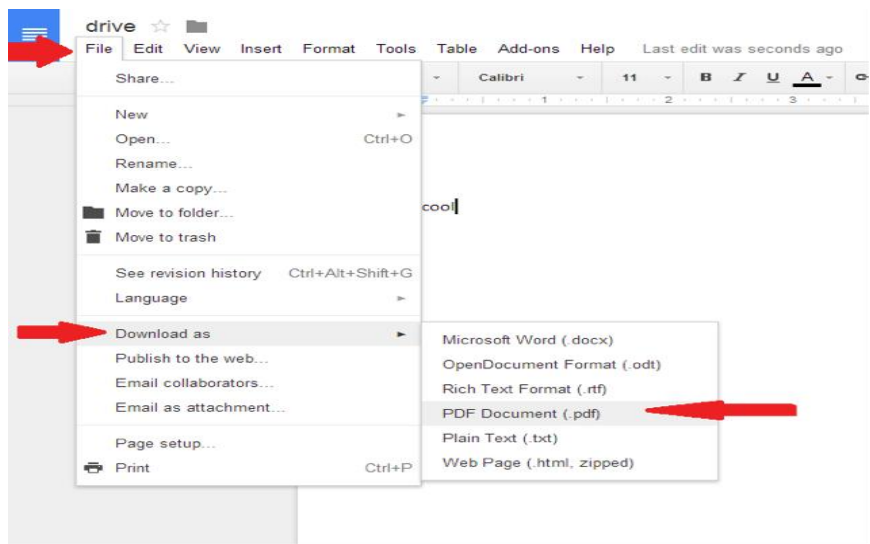 drive
File Edit View Insert Format Tools Table Add-ons Help Last edit was seconds ago
Share...
Calibri 11 B I U A
1 2 3
New
Open... Ctrl+O
Rename...
Make a copy...
Move to folder...
cool
Move to trash
See revision history Ctrl+Alt+Shift+G
Language
Download as
Microsoft Word (.docx)
Publish to the web...
OpenDocument Format (.odt)
Email collaborators...
Rich Text Format (.rtf)
Email as attachment...
PDF Document (.pdf)
Page setup...
Plain Text (.txt)
Print Ctrl+P
Web Page (.html, zipped)